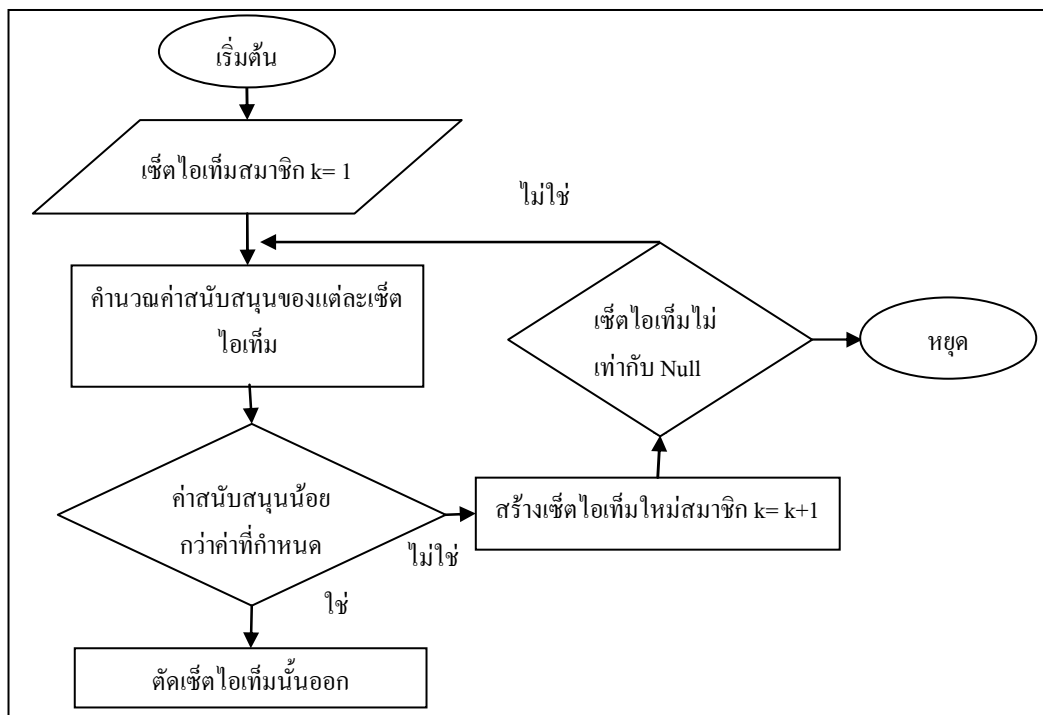 เริ่มต้น
เซ็ตไอเท็มสมาชิก k= 1
คำนวณค่าสนับสนุนของแต่ละเซ็ต
ไอเท็ม
ค่าสนับสนุนน้อย
กว่าค่าที่กำหนด
ไม่ใช่
ใช่
ตัดเซ็ตไอเท็มนั้นออก
สร้างเซ็ตไอเท็มใหม่สมาชิก k= k+1
เซ็ตไอเท็มไม่
เท่ากับ Null
ไม่ใช่
หยุด